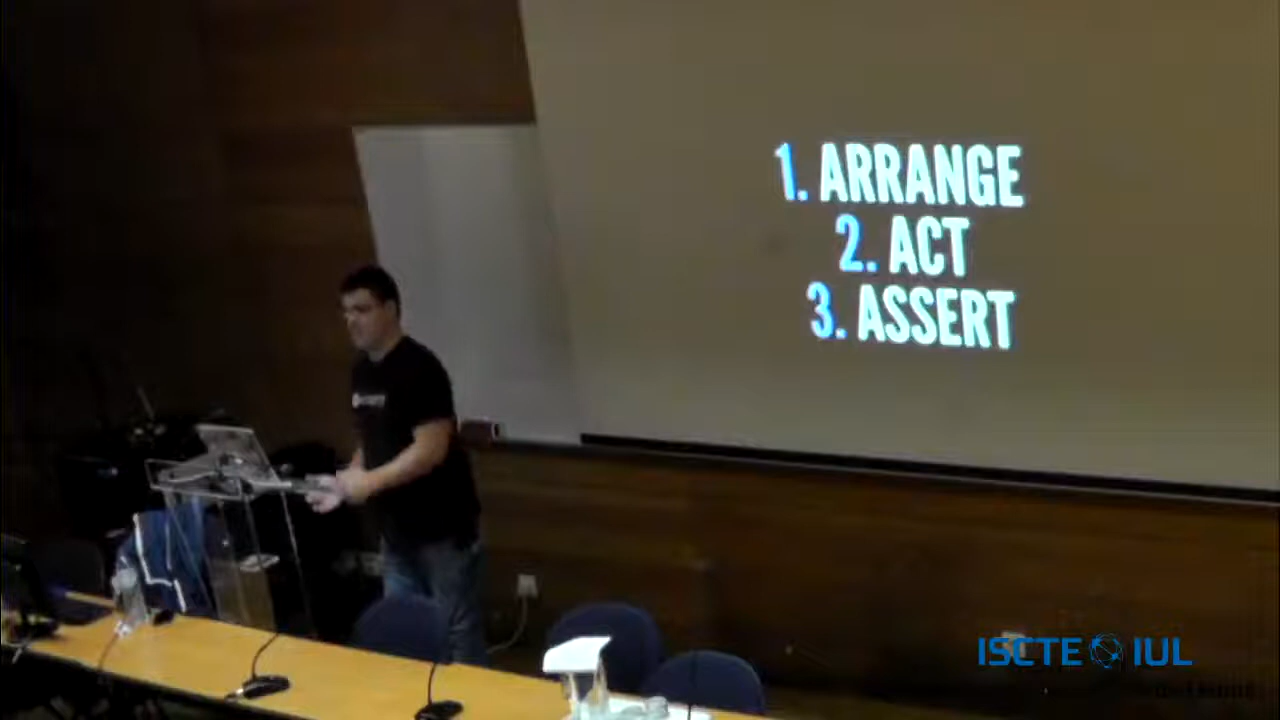 1. ARRANGE
2. ACT
3. ASSERT
ISCTE IUL